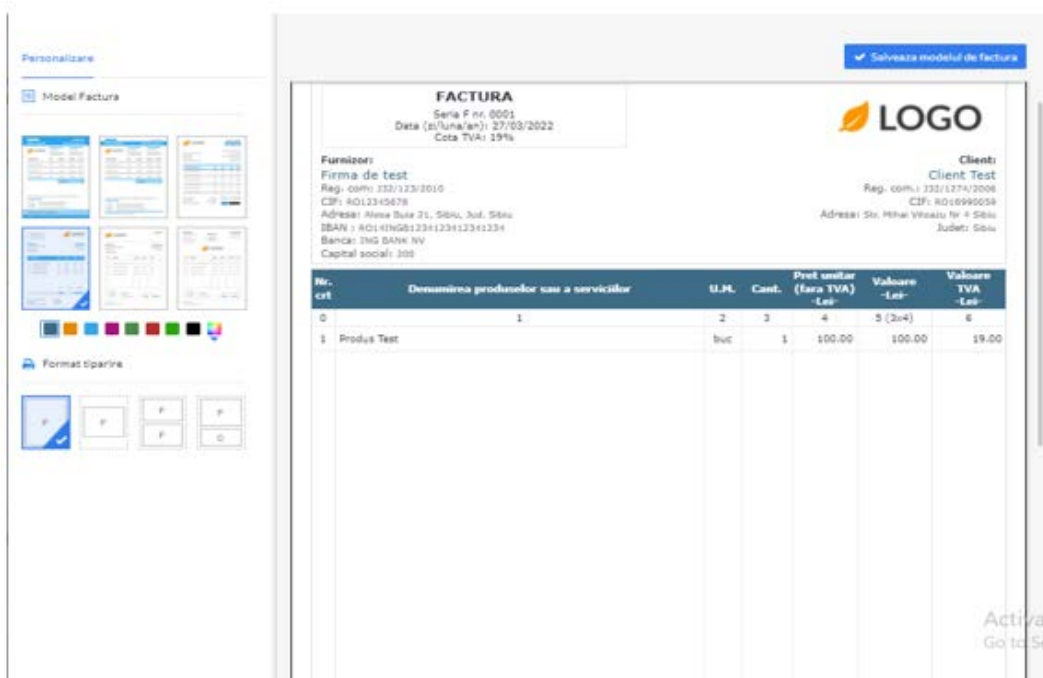 Personalizare
Salveaza modelul de factura
Model Factura
FACTURA
Seria F nr. 0001
Data (zi/luna/an): 27/03/2022
Cota TVA: 19%
LOGO
Furnizor:
Firma de test
Reg. com: J32/123/2010
CIF: RO12345678
Adresa: Aleea Buia 21, Sibiu, Jud. Sibiu
IBAN : RO14INGB1234123412341234
Banca: ING BANK NV
Capital social: 200
Client:
Client Test
Reg. com.: J32/1274/2006
CIF: RO18990059
Adresa: Str. Mihai Viteazu Nr 4 Sibiu
Judet: Sibiu
Nr. crt Denumirea produselor sau a serviciilor U.M. Cant. Pret unitar (fara TVA) -Lei- Valoare -Lei- Valoare TVA -Lei-
0 1 2 3 4 5 (3x4) 6
1 Produs Test buc 1 100.00 100.00 19.00
Format tiparire
F F F F
F O
Activa
Go to Se